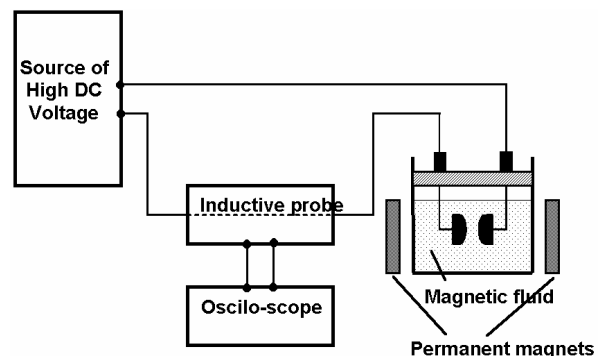 Source of
High DC
Voltage
Inductive probe
Oscilo-scope
Magnetic fluid
Permanent magnets